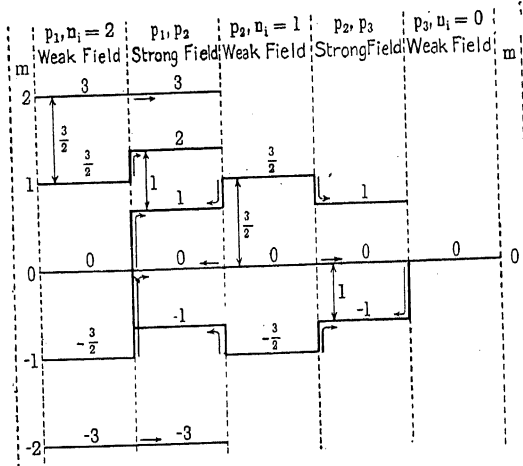 p₁, nᵢ = 2 p₁, p₂ p₂, nᵢ = 1 p₂, p₃ p₃, nᵢ = 0
Weak Field Strong Field Weak Field Strong Field Weak Field
m m
2 3 3
3/2
3/2 2 3/2
1 1 1 1
3/2
0 0 0 0 0 0 0
1
-3/2 -1 -3/2 -1
-1
-3 -3
-2